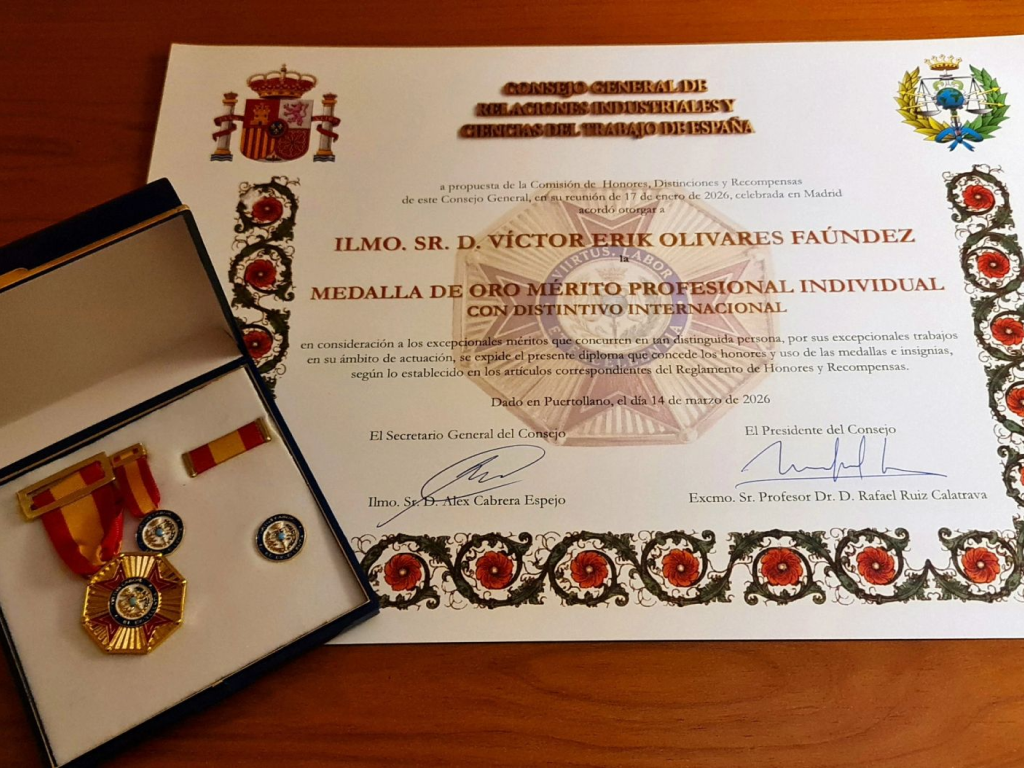 CONSEJO GENERAL DE
RELACIONES INDUSTRIALES Y
CIENCIAS DEL TRABAJO DE ESPAÑA
a propuesta de la Comisión de Honores, Distinciones y Recompensas
de este Consejo General, en su reunión de 17 de enero de 2026, celebrada en Madrid
acordó otorgar a
ILMO. SR. D. VÍCTOR ERIK OLIVARES FAÚNDEZ
la
MEDALLA DE ORO MÉRITO PROFESIONAL INDIVIDUAL
CON DISTINTIVO INTERNACIONAL
VIIRTUS, LABOR
en consideración a los excepcionales méritos que concurren en tan distinguida persona, por sus excepcionales trabajos
en su ámbito de actuación, se expide el presente diploma que concede los honores y uso de las medallas e insignias,
según lo establecido en los artículos correspondientes del Reglamento de Honores y Recompensas.
Dado en Puertollano, el día 14 de marzo de 2026
El Secretario General del Consejo
El Presidente del Consejo
Ilmo. Sr. D. Alex Cabrera Espejo
Excmo. Sr. Profesor Dr. D. Rafael Ruiz Calatrava